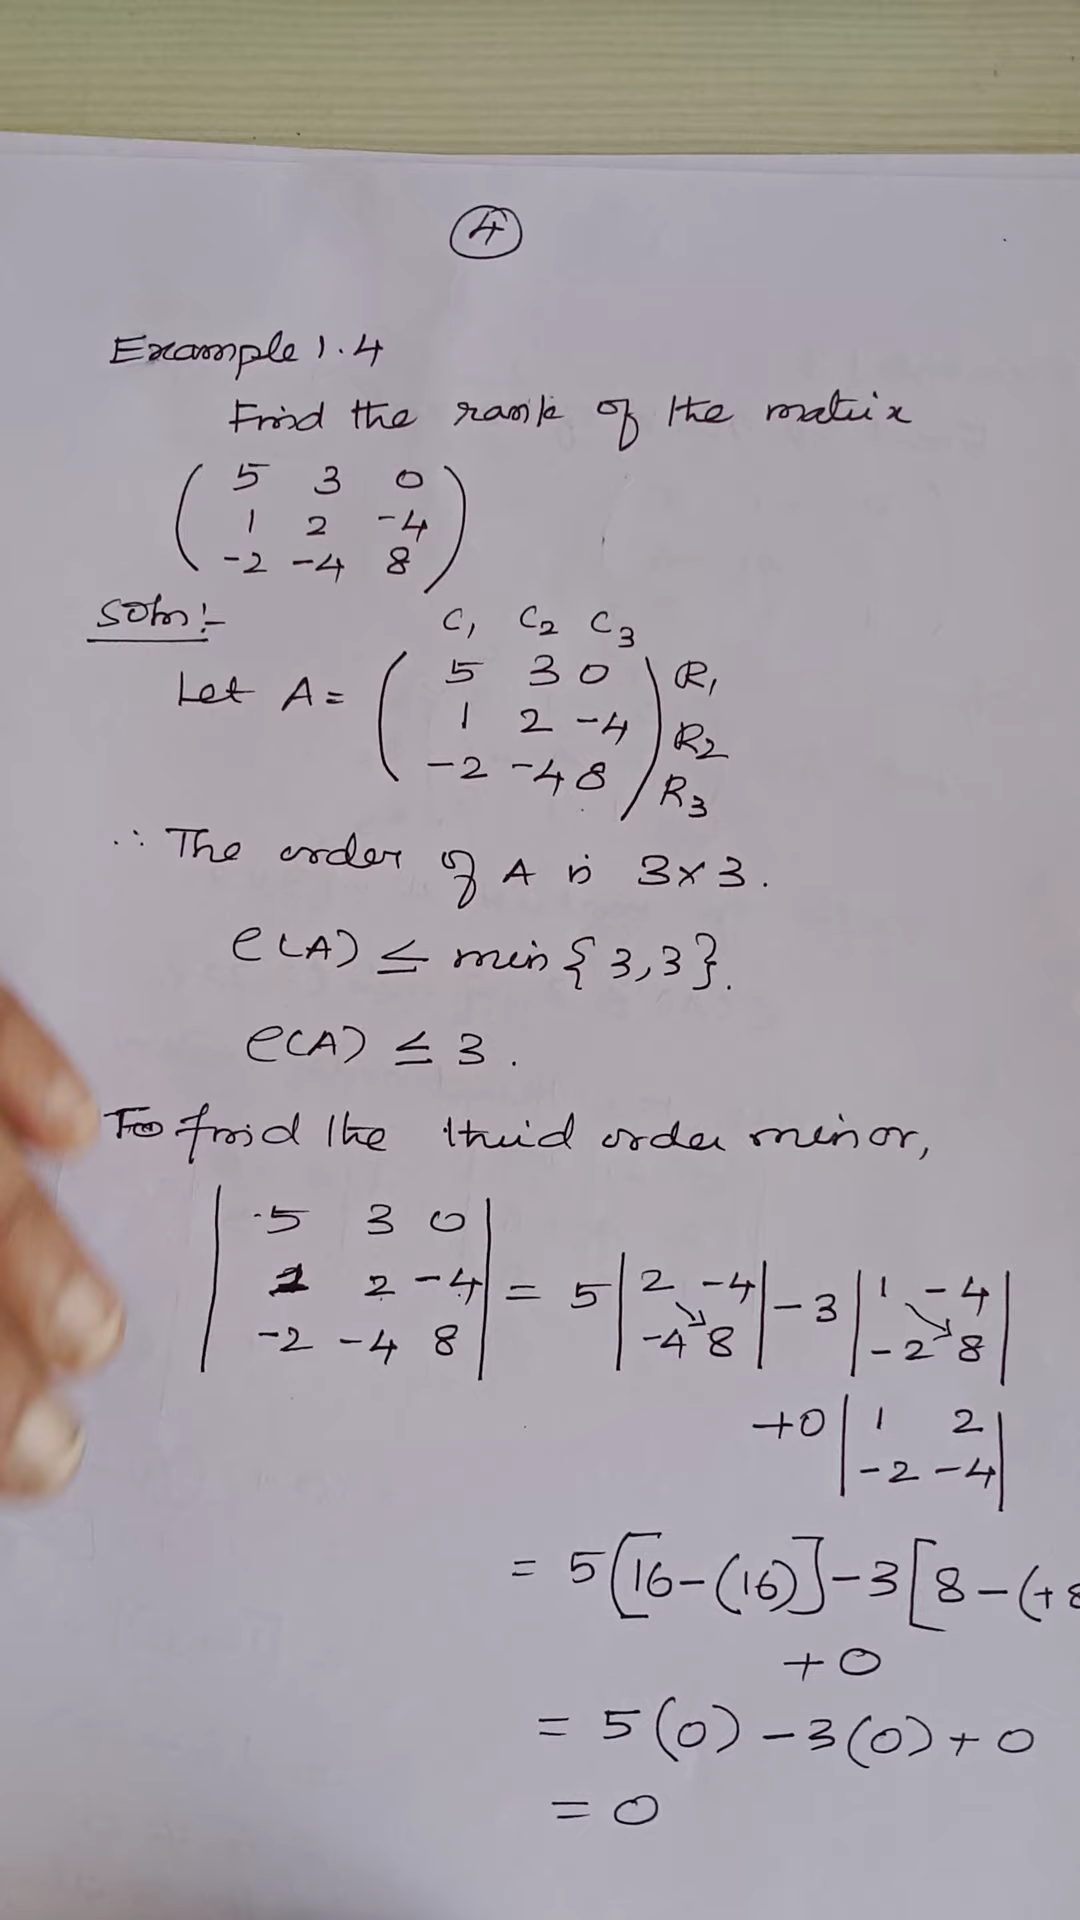 4
Example 1.4
Find the rank of the matrix
5 3 0
1 2 -4
-2 -4 8
Soln:-
C1 C2 C3
Let A = ( 5 3 0 ) R1
1 2 -4 R2
-2 -4 8 R3
∴ The order of A is 3×3.
ρ(A) ≤ min {3,3}.
ρ(A) ≤ 3.
To find the third order minor,
| 5 3 0 |
| 1 2 -4 | = 5 | 2 -4 | - 3 | 1 -4 |
| -2 -4 8 | | -4 8 | | -2 8 |
+0 | 1 2 |
| -2 -4 |
= 5[16-(16)]-3[8-(+8
+0
= 5(0)-3(0)+0
= 0